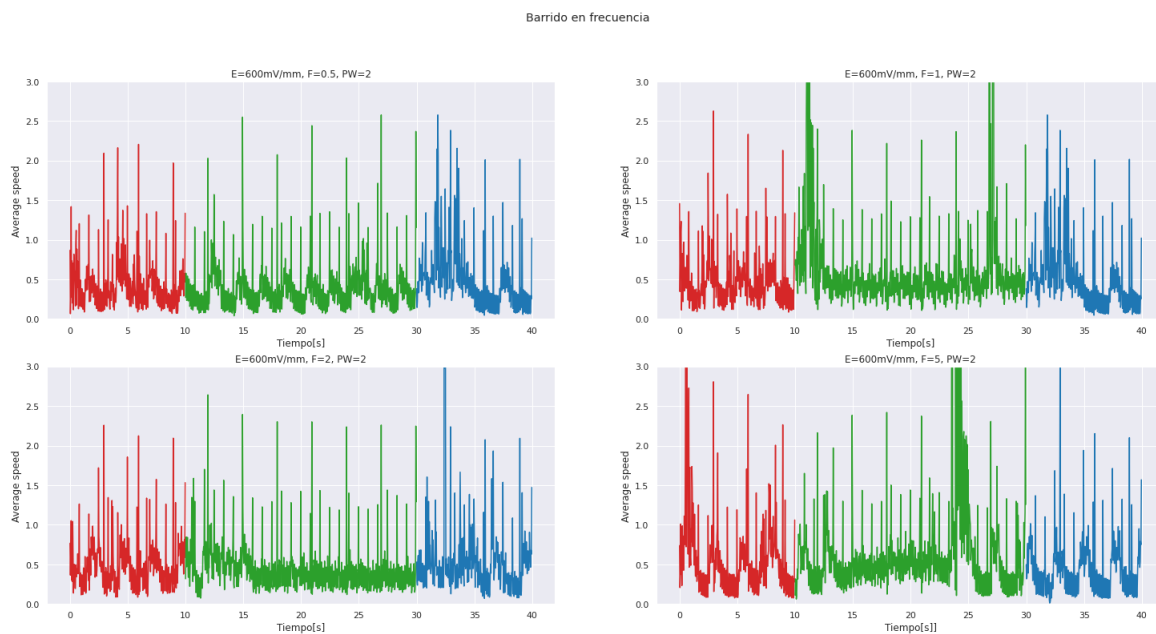 Barrido en frecuencia
E=600mV/mm, F=0.5, PW=2
3.0
2.5
2.0
1.5
1.0
0.5
0.0
Average speed
0 5 10 15 20 25 30 35 40
Tiempo[s]
E=600mV/mm, F=1, PW=2
3.0
2.5
2.0
1.5
1.0
0.5
0.0
Average speed
0 5 10 15 20 25 30 35 40
Tiempo[s]
E=600mV/mm, F=2, PW=2
3.0
2.5
2.0
1.5
1.0
0.5
0.0
Average speed
0 5 10 15 20 25 30 35 40
Tiempo[s]
E=600mV/mm, F=5, PW=2
3.0
2.5
2.0
1.5
1.0
0.5
0.0
Average speed
0 5 10 15 20 25 30 35 40
Tiempo[s]]